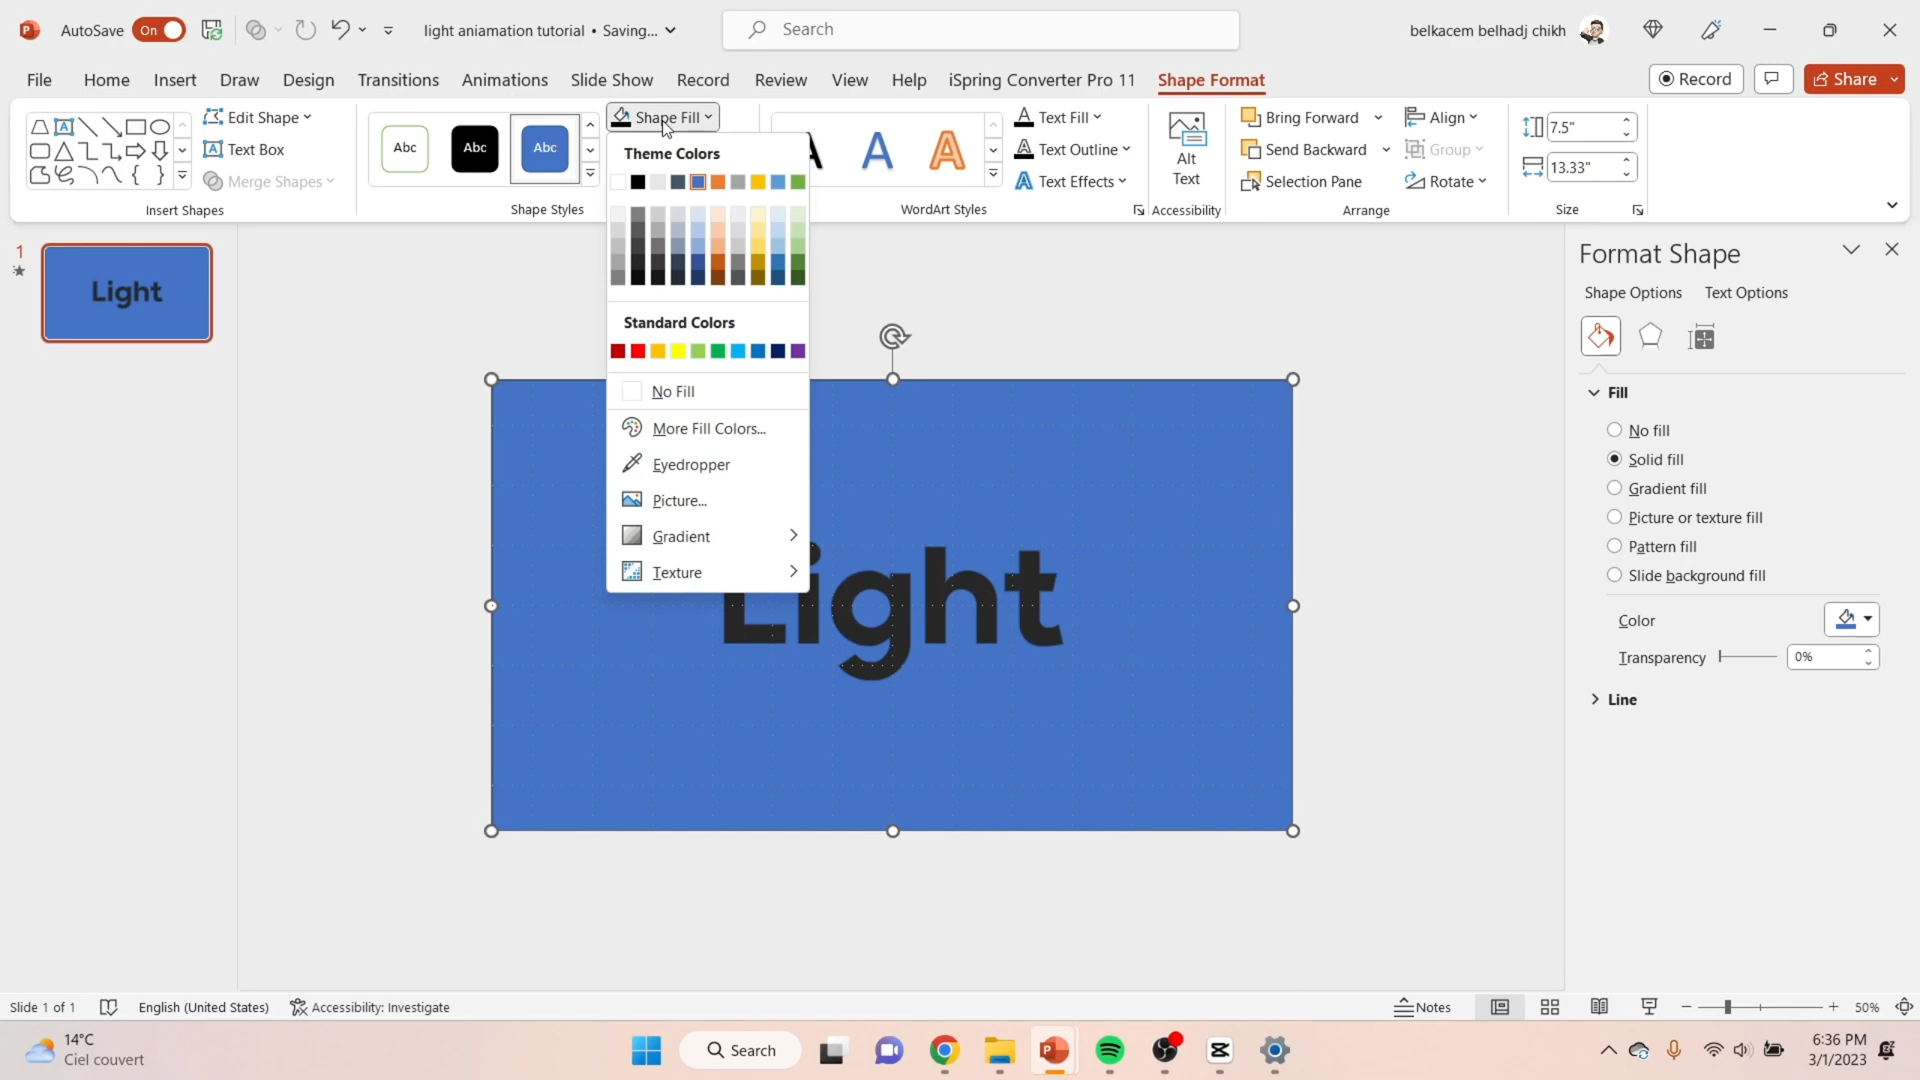 AutoSave On light aniamation tutorial • Saving... Search belkacem belhadj chikh
File Home Insert Draw Design Transitions Animations Slide Show Record Review View Help iSpring Converter Pro 11 Shape Format Record Share
Edit Shape
Text Box
Merge Shapes
Insert Shapes
Abc Abc Abc
Shape Styles
Shape Fill
WordArt Styles
Text Fill
Text Outline
Text Effects
Alt
Text
Accessibility
Bring Forward
Send Backward
Selection Pane
Align
Group
Rotate
Arrange
7.5"
13.33"
Size
Theme Colors
Standard Colors
No Fill
More Fill Colors...
Eyedropper
Picture...
Gradient
Texture
1
Light
Light
Format Shape
Shape Options Text Options
Fill
No fill
Solid fill
Gradient fill
Picture or texture fill
Pattern fill
Slide background fill
Color
Transparency 0%
Line
Slide 1 of 1 English (United States) Accessibility: Investigate Notes 50%
14°C
Ciel couvert
Search
6:36 PM
3/1/2023